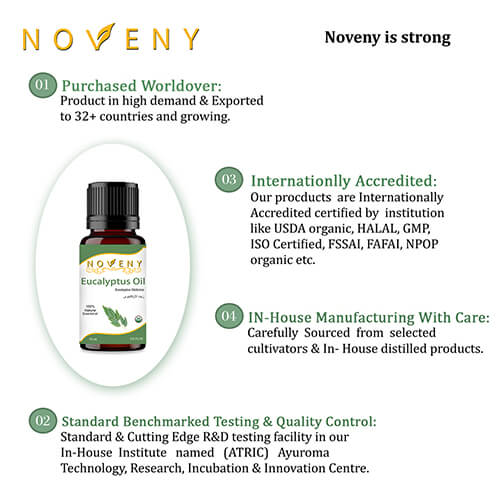 NOVENY
Noveny is strong
01 Purchased Worldover:
Product in high demand & Exported
to 32+ countries and growing.
03 Internationlly Accredited:
Our procducts are Internationally
Accredited certified by institution
like USDA organic, HALAL, GMP,
ISO Certified, FSSAI, FAFAI, NPOP
organic etc.
NOVENY
Eucalyptus Oil
100%
Natural
04 IN-House Manufacturing With Care:
Carefully Sourced from selected
cultivators & In- House distilled products.
02 Standard Benchmarked Testing & Quality Control:
Standard & Cutting Edge R&D testing facility in our
In-House Institute named (ATRIC) Ayuroma
Technology, Research, Incubation & Innovation Centre.